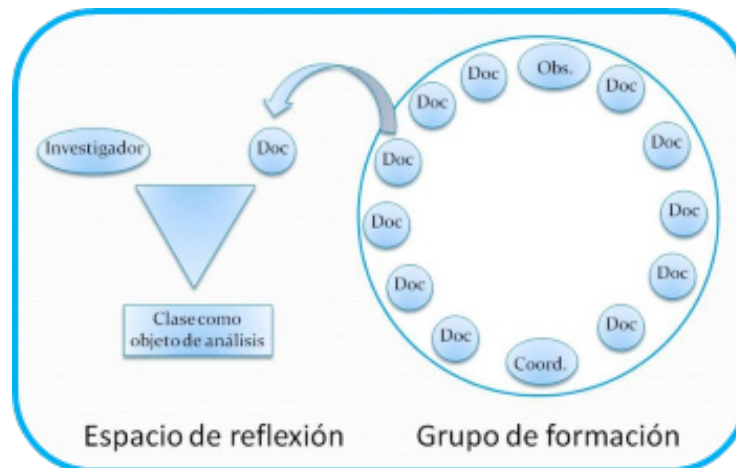 Obs.
Doc
Doc
Doc
Doc
Investigador
Doc
Doc
Doc
Doc
Doc
Doc
Clase como
objeto de análisis
Doc
Doc
Coord.
Espacio de reflexión
Grupo de formación